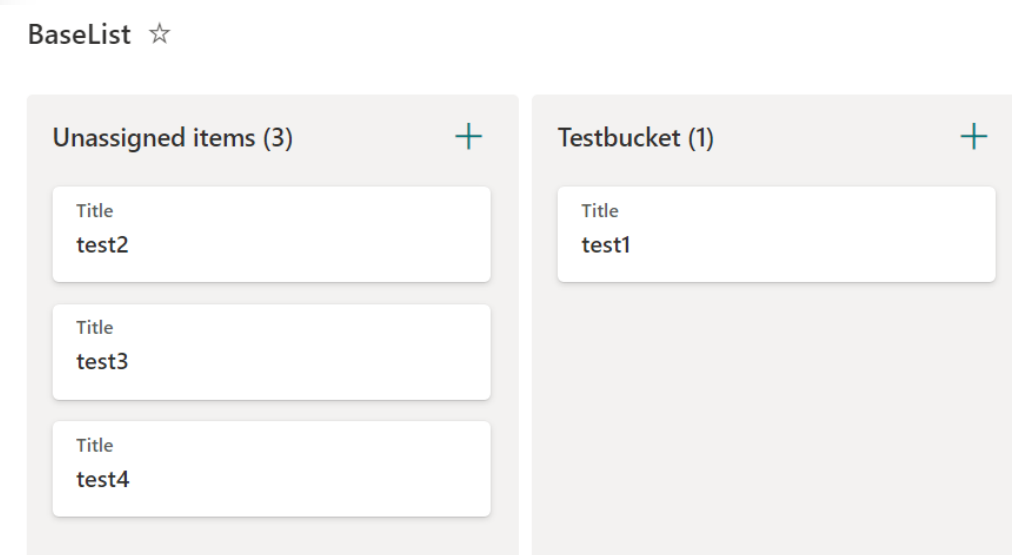 BaseList
Unassigned items (3)
Title
test2
Title
test3
Title
test4
Testbucket (1)
Title
test1